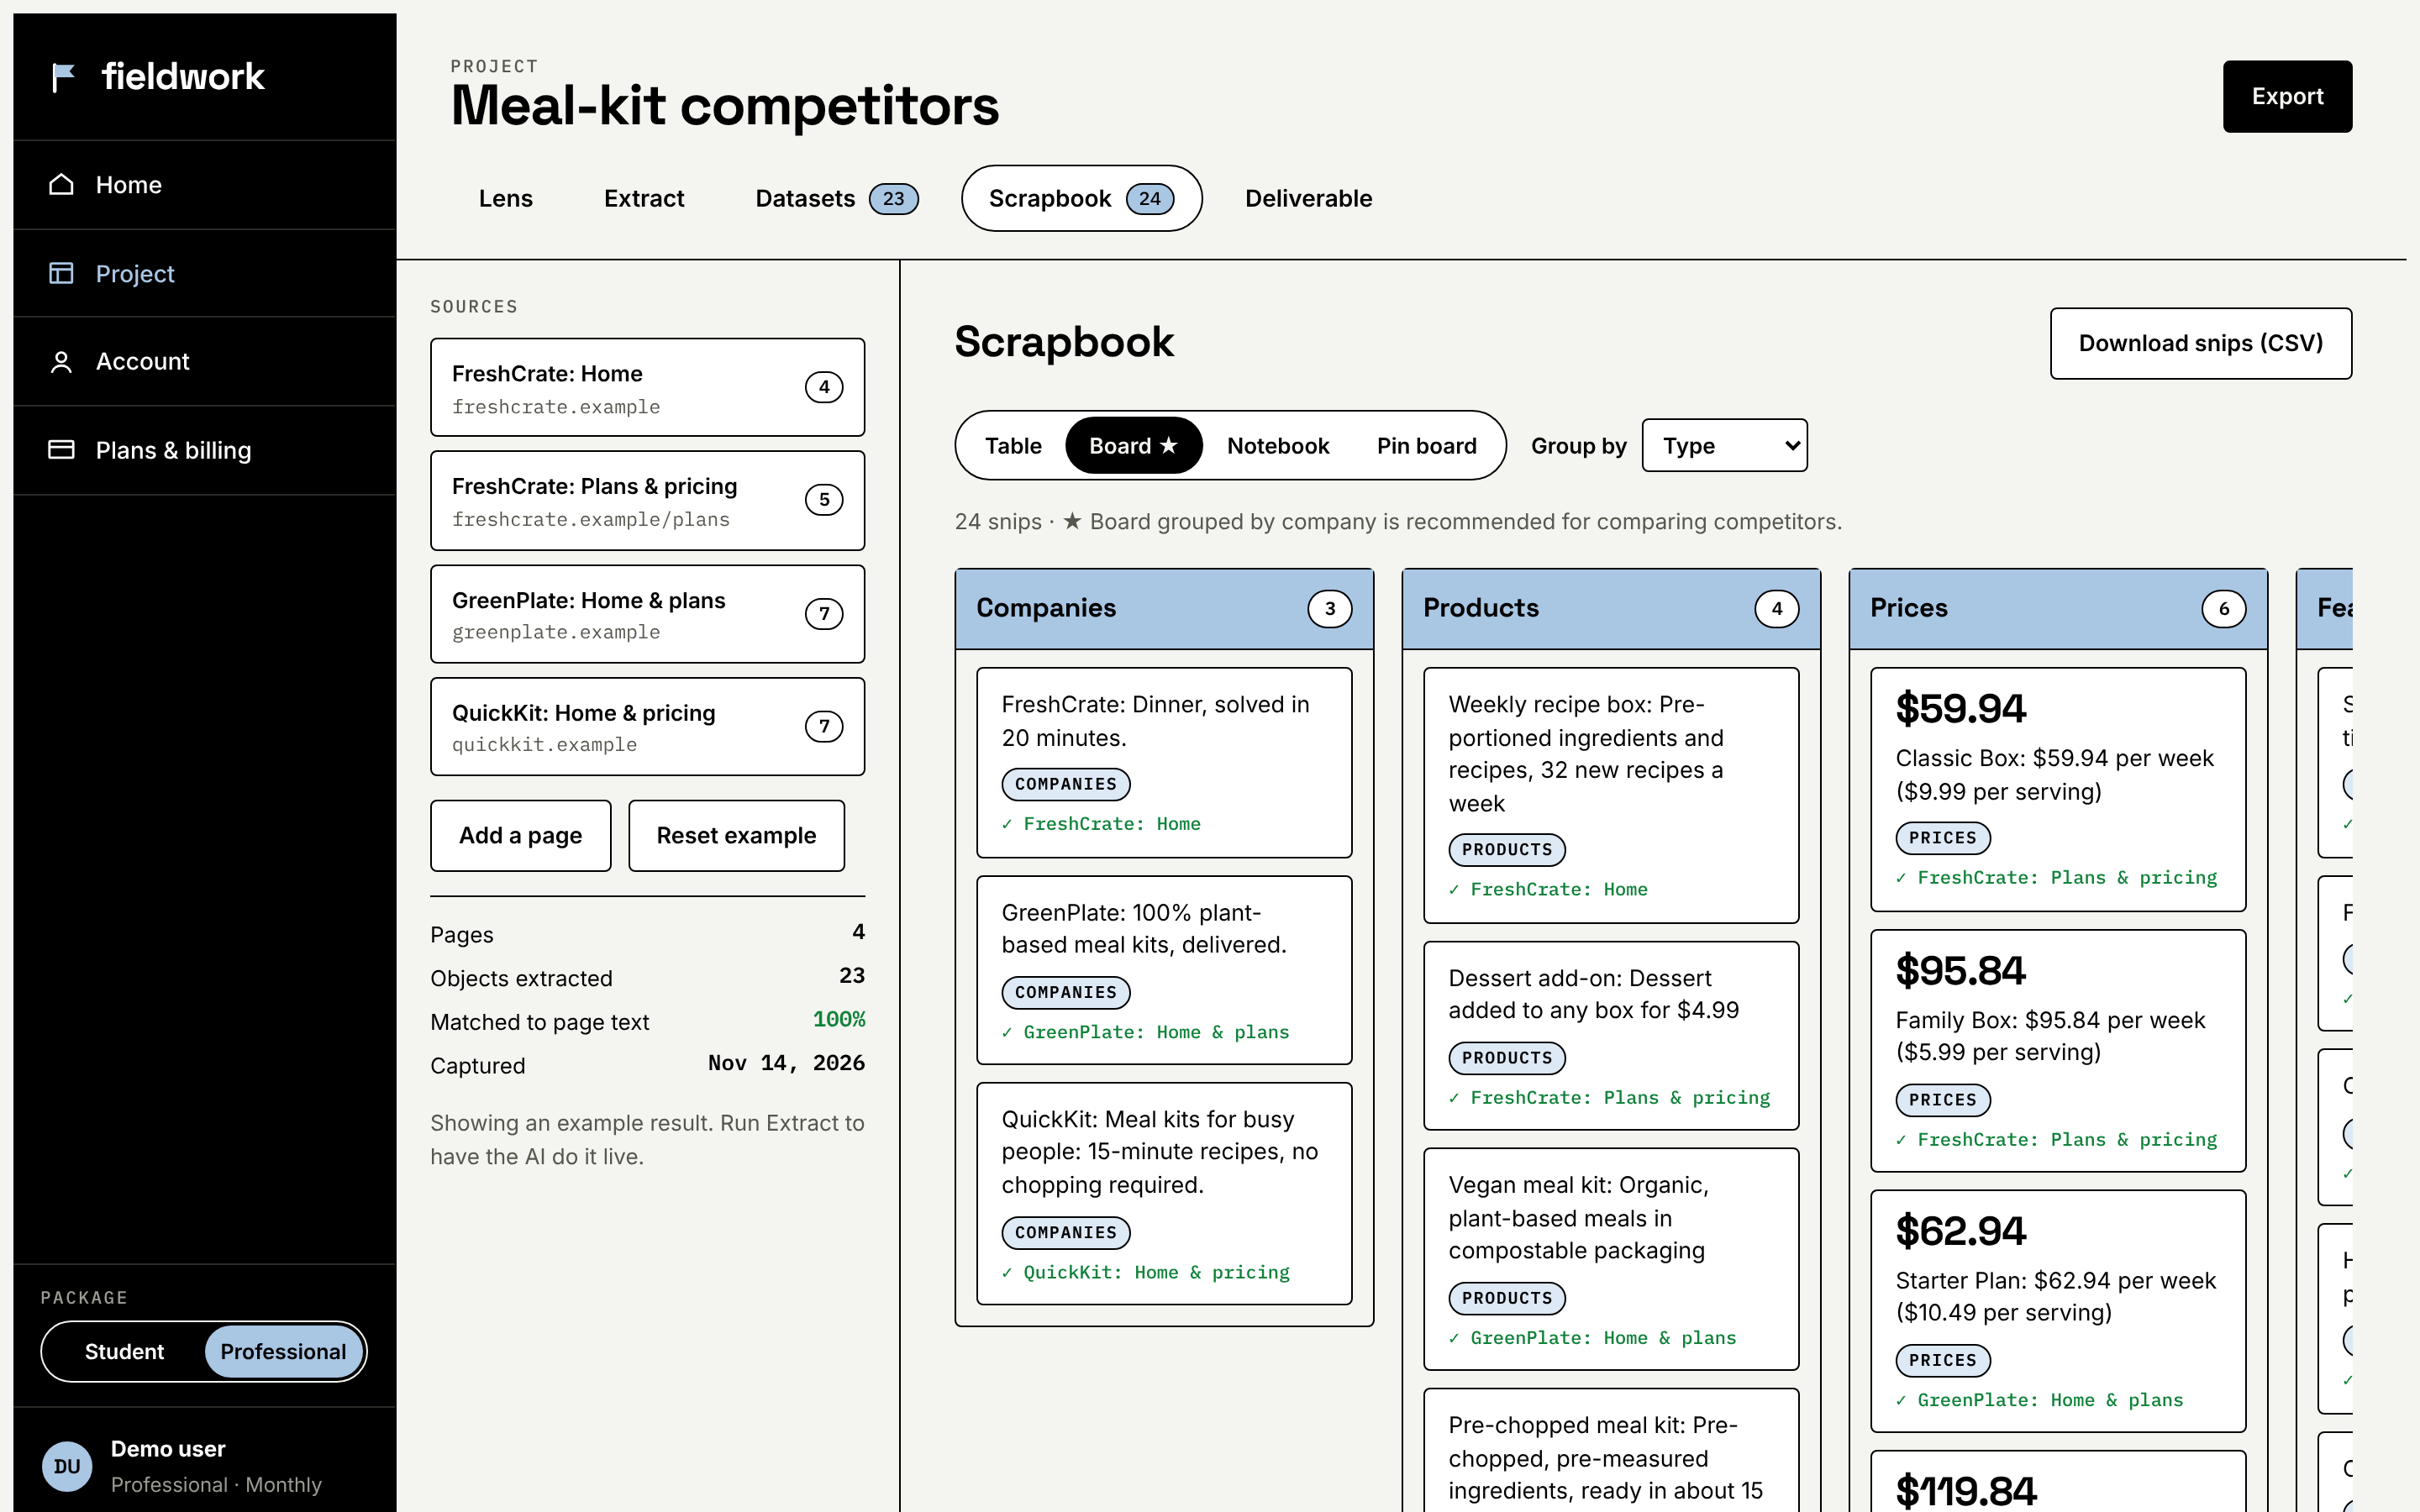 fieldwork
Home
Project
Account
Plans & billing
PACKAGE
Student Professional
DU
Demo user
Professional · Monthly
PROJECT
Meal-kit competitors
Export
Lens Extract Datasets 23 Scrapbook 24 Deliverable
SOURCES
FreshCrate: Home
freshcrate.example
4
FreshCrate: Plans & pricing
freshcrate.example/plans
5
GreenPlate: Home & plans
greenplate.example
7
QuickKit: Home & pricing
quickkit.example
7
Add a page Reset example
Pages 4
Objects extracted 23
Matched to page text 100%
Captured Nov 14, 2026
Showing an example result. Run Extract to
have the AI do it live.
Scrapbook
Download snips (CSV)
Table Board ★ Notebook Pin board Group by Type
24 snips · ★ Board grouped by company is recommended for comparing competitors.
Companies 3
FreshCrate: Dinner, solved in
20 minutes.
COMPANIES
✓ FreshCrate: Home
GreenPlate: 100% plant-
based meal kits, delivered.
COMPANIES
✓ GreenPlate: Home & plans
QuickKit: Meal kits for busy
people: 15-minute recipes, no
chopping required.
COMPANIES
✓ QuickKit: Home & pricing
Products 4
Weekly recipe box: Pre-
portioned ingredients and
recipes, 32 new recipes a
week
PRODUCTS
✓ FreshCrate: Home
Dessert add-on: Dessert
added to any box for $4.99
PRODUCTS
✓ FreshCrate: Plans & pricing
Vegan meal kit: Organic,
plant-based meals in
compostable packaging
PRODUCTS
✓ GreenPlate: Home & plans
Pre-chopped meal kit: Pre-
chopped, pre-measured
ingredients, ready in about 15
Prices 6
$59.94
Classic Box: $59.94 per week
($9.99 per serving)
PRICES
✓ FreshCrate: Plans & pricing
$95.84
Family Box: $95.84 per week
($5.99 per serving)
PRICES
✓ FreshCrate: Plans & pricing
$62.94
Starter Plan: $62.94 per week
($10.49 per serving)
PRICES
✓ GreenPlate: Home & plans
$119.84